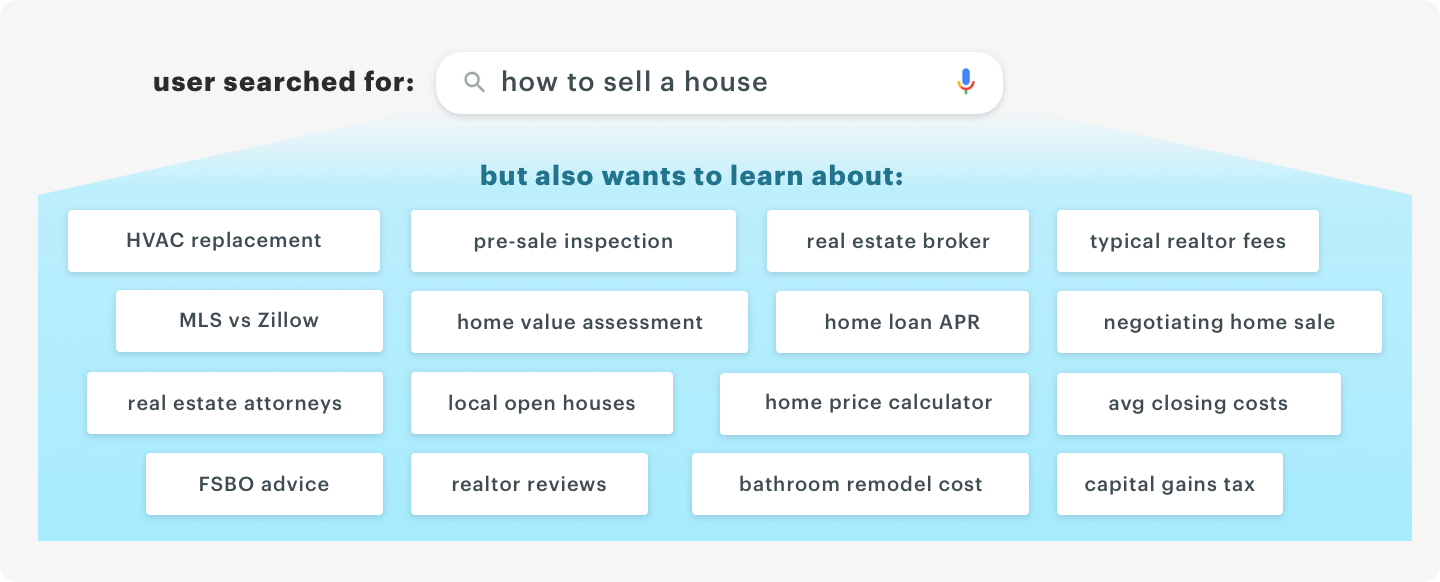 user searched for: how to sell a house
but also wants to learn about:
HVAC replacement
pre-sale inspection
real estate broker
typical realtor fees
MLS vs Zillow
home value assessment
home loan APR
negotiating home sale
real estate attorneys
local open houses
home price calculator
avg closing costs
FSBO advice
realtor reviews
bathroom remodel cost
capital gains tax